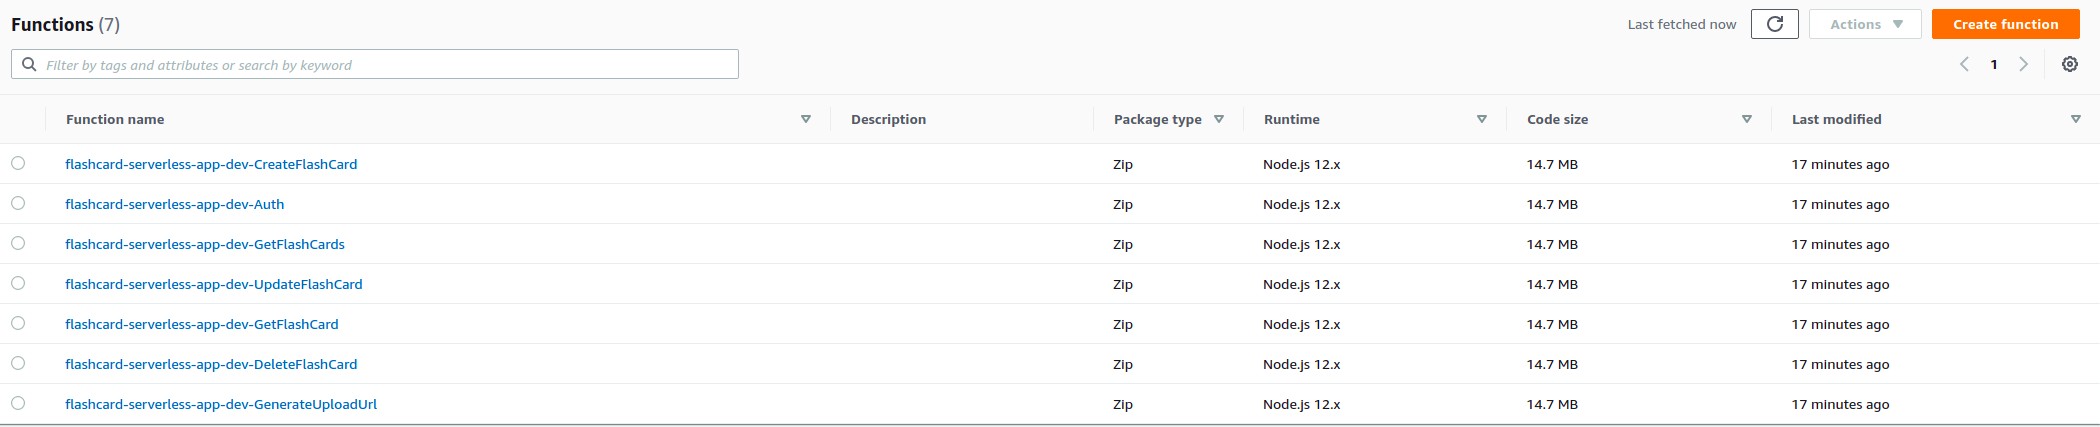 Functions (7)
Last fetched now
Actions
Create function
Filter by tags and attributes or search by keyword
1
Function name Description Package type Runtime Code size Last modified
flashcard-serverless-app-dev-CreateFlashCard Zip Node.js 12.x 14.7 MB 17 minutes ago
flashcard-serverless-app-dev-Auth Zip Node.js 12.x 14.7 MB 17 minutes ago
flashcard-serverless-app-dev-GetFlashCards Zip Node.js 12.x 14.7 MB 17 minutes ago
flashcard-serverless-app-dev-UpdateFlashCard Zip Node.js 12.x 14.7 MB 17 minutes ago
flashcard-serverless-app-dev-GetFlashCard Zip Node.js 12.x 14.7 MB 17 minutes ago
flashcard-serverless-app-dev-DeleteFlashCard Zip Node.js 12.x 14.7 MB 17 minutes ago
flashcard-serverless-app-dev-GenerateUploadUrl Zip Node.js 12.x 14.7 MB 17 minutes ago